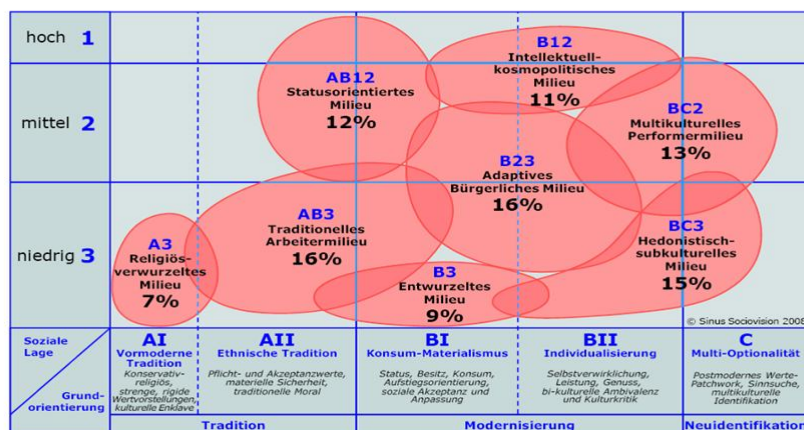 hoch 1
mittel 2
niedrig 3
AB12
Statusorientiertes
Milieu
12%
B12
Intellektuell-
kosmopolitisches
Milieu
11%
BC2
Multikulturelles
Performermilieu
13%
B23
Adaptives
Bürgerliches Milieu
16%
A3
Religiös-
verwurzeltes
Milieu
7%
AB3
Traditionelles
Arbeitermilieu
16%
B3
Entwurzeltes
Milieu
9%
BC3
Hedonistisch-
subkulturelles
Milieu
15%
© Sinus Sociovision 2008
Soziale
Lage
Grund-
orientierung
AI
Vormoderne
Tradition
Konservativ-
religiös,
strenge, rigide
Wertvorstellungen,
kulturelle Enklave
AII
Ethnische Tradition
Pflicht- und Akzeptanzwerte,
materielle Sicherheit,
traditionelle Moral
BI
Konsum-Materialismus
Status, Besitz, Konsum,
Aufstiegsorientierung,
soziale Akzeptanz und
Anpassung
BII
Individualisierung
Selbstverwirklichung,
Leistung, Genuss,
bi-kulturelle Ambivalenz
und Kulturkritik
C
Multi-Optionalität
Postmodernes Werte-
Patchwork, Sinnsuche,
multikulturelle
Identifikation
Tradition
Modernisierung
Neuidentifikation